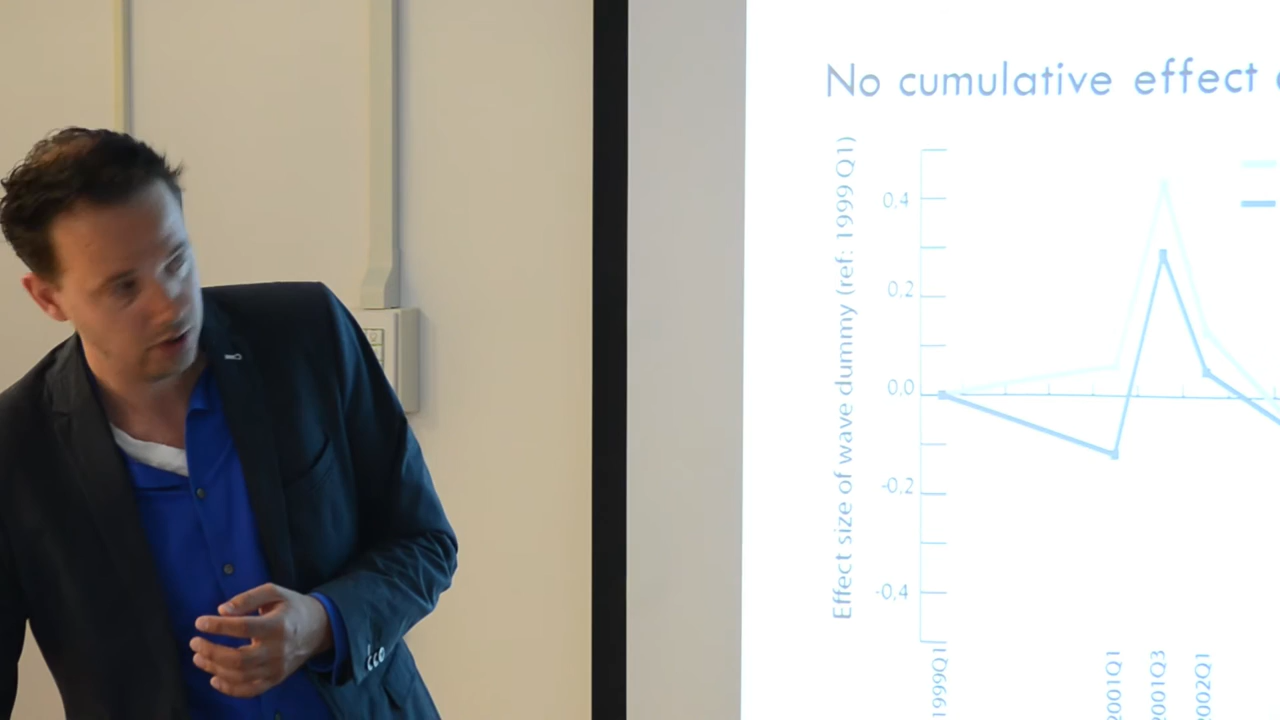 No cumulative effect
Effect size of wave dummy (ref: 1999 Q1)
0,4
0,2
0,0
-0,2
-0,4
1999Q1
2001Q1
2001Q3
2002Q1